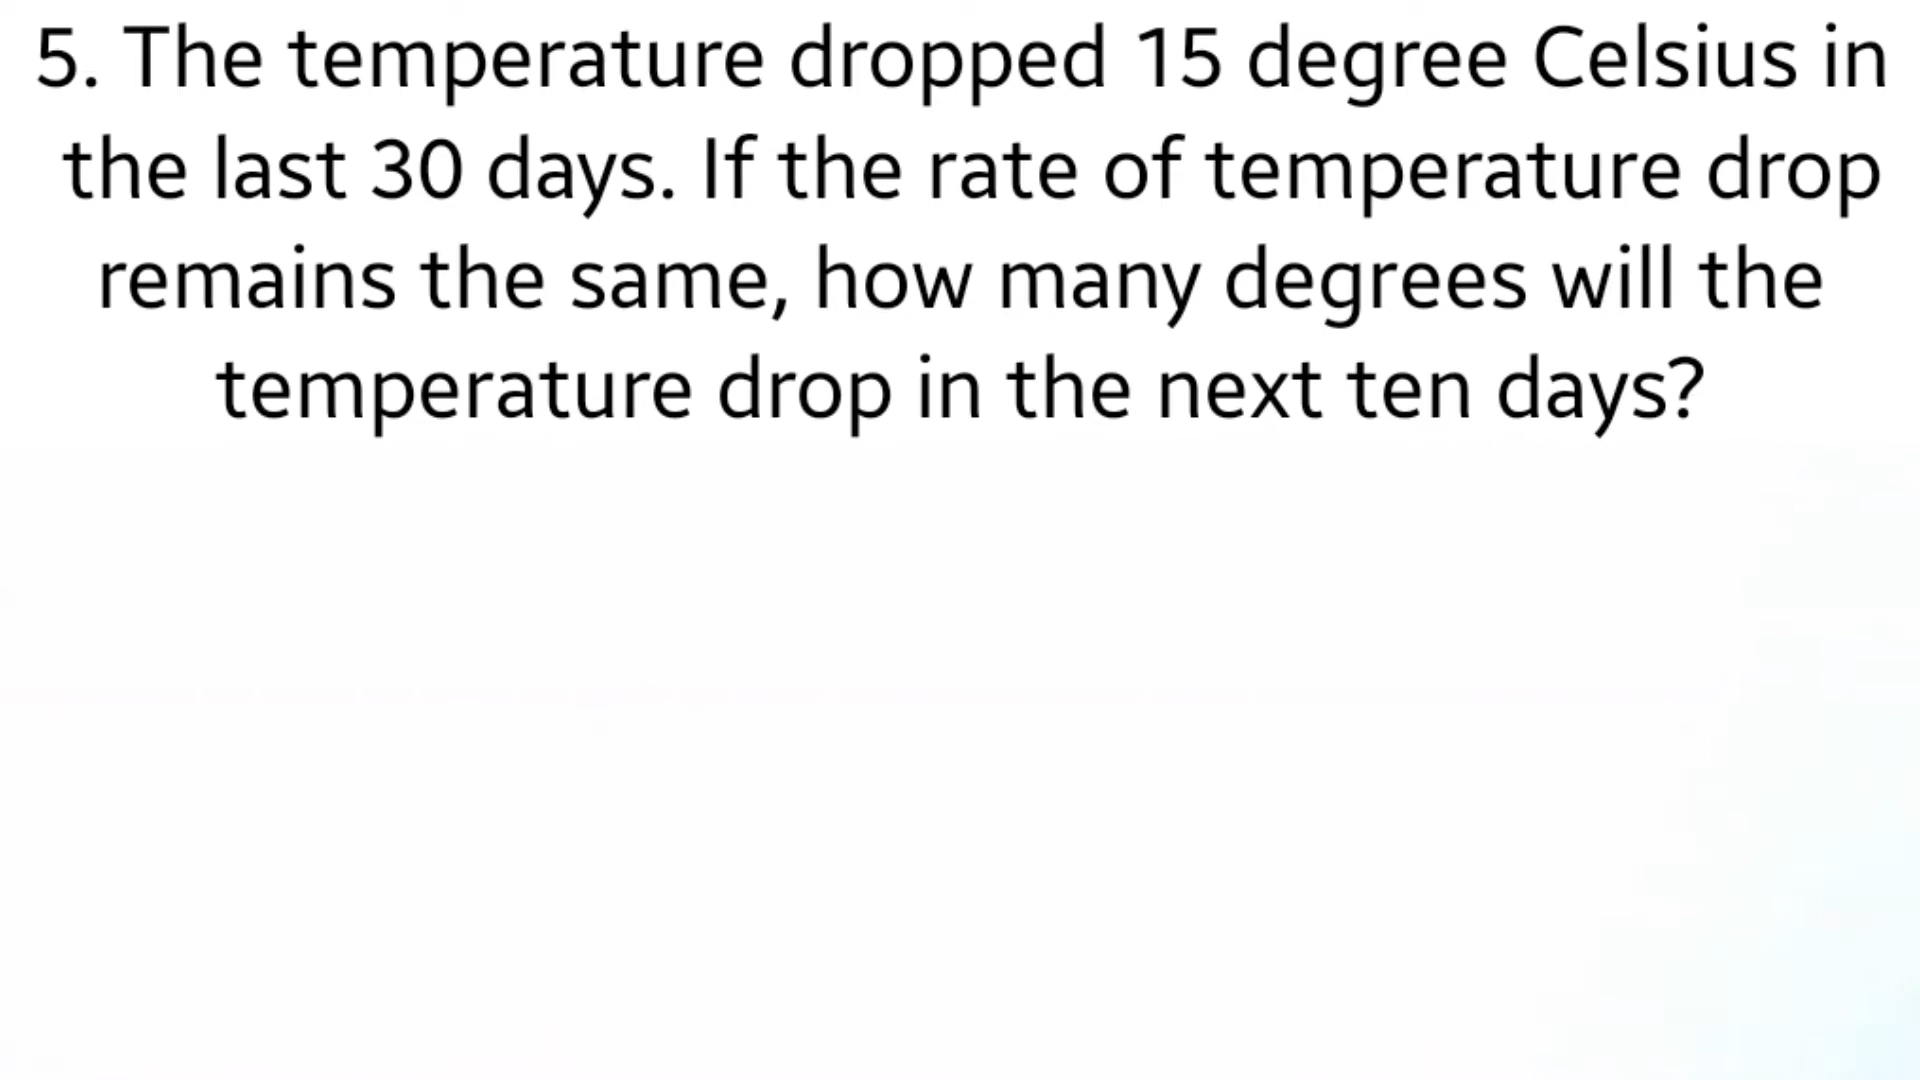 5. The temperature dropped 15 degree Celsius in
the last 30 days. If the rate of temperature drop
remains the same, how many degrees will the
temperature drop in the next ten days?